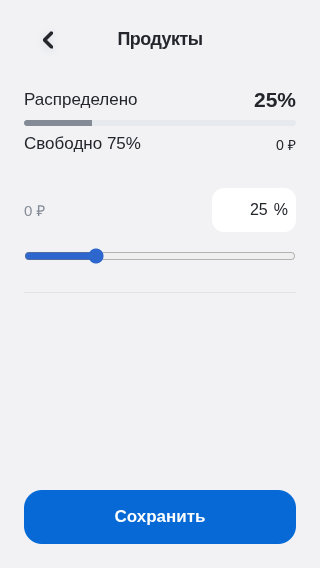 Продукты
Распределено 25%
Свободно 75% 0 ₽
0 ₽ 25 %
Сохранить